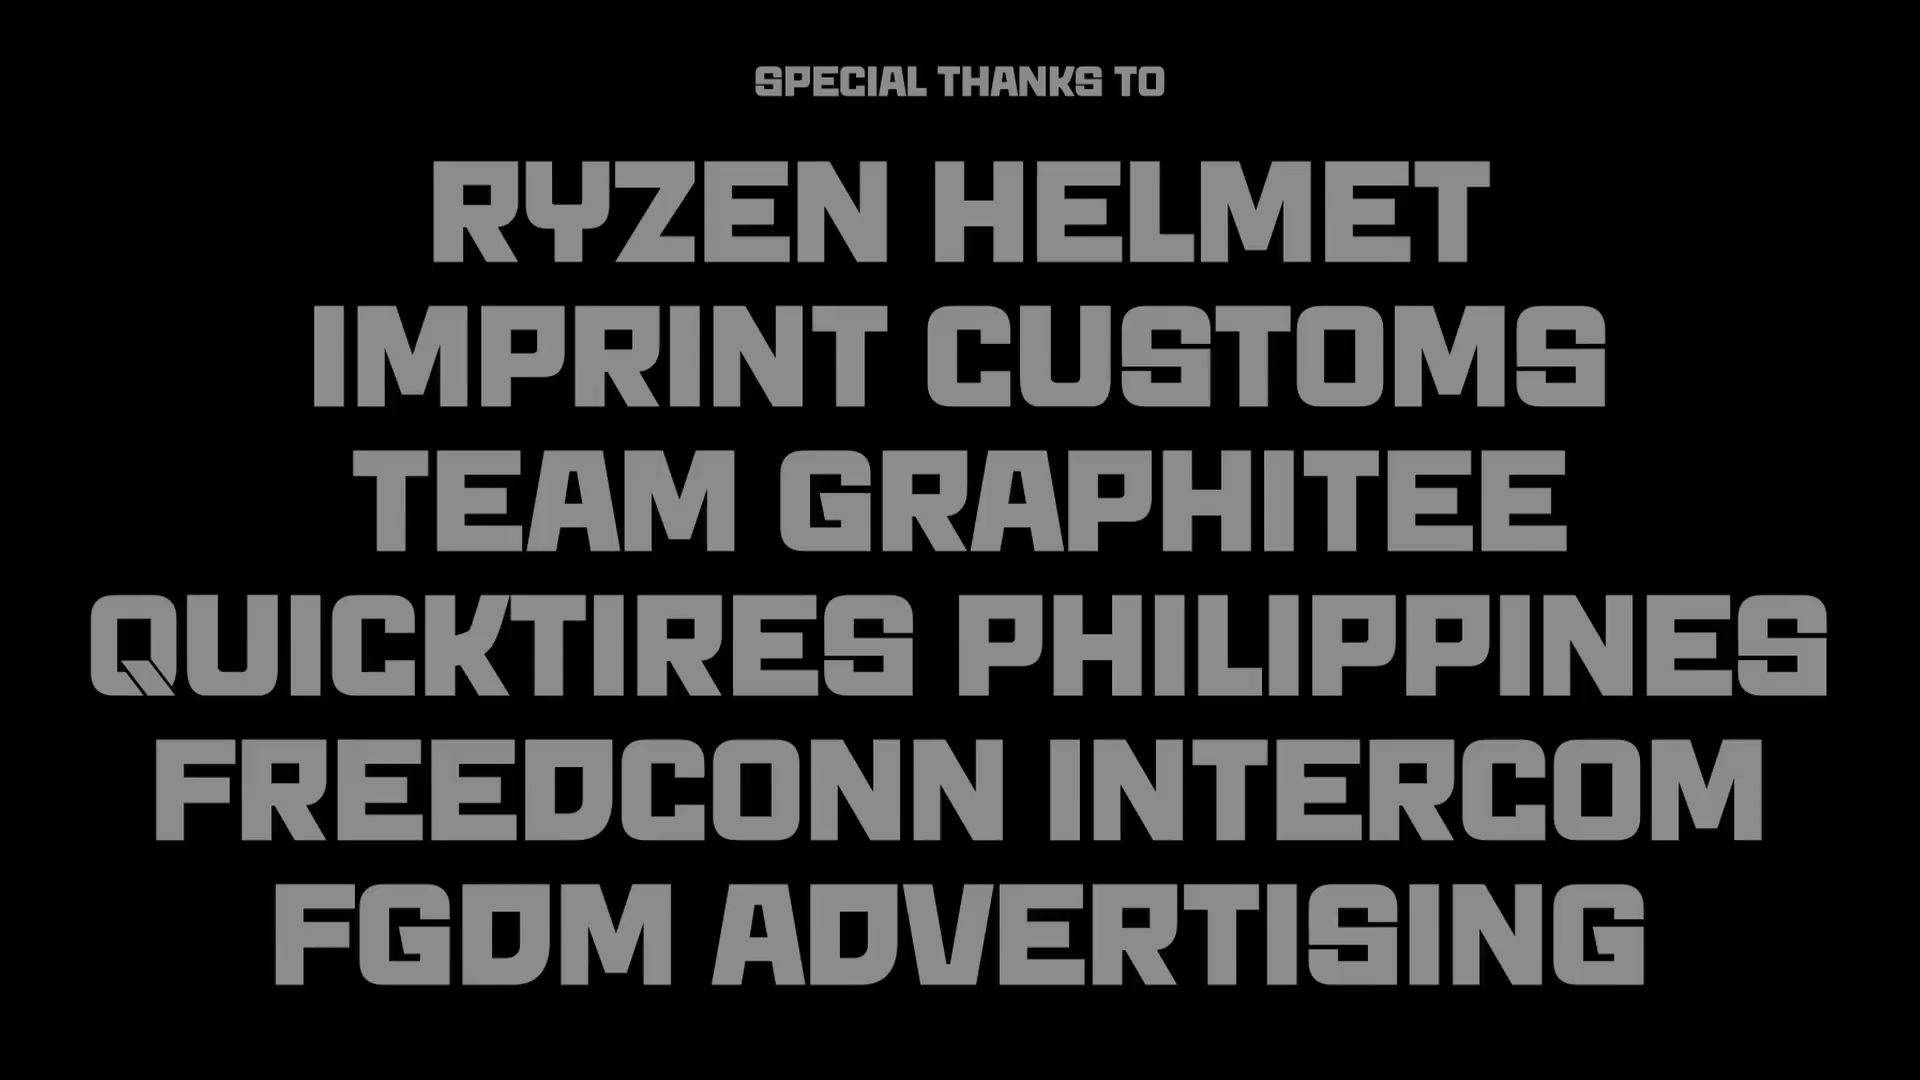 SPECIAL THANKS TO
RYZEN HELMET
IMPRINT CUSTOMS
TEAM GRAPHITEE
QUICKTIRES PHILIPPINES
FREEDCONN INTERCOM
FGDM ADVERTISING